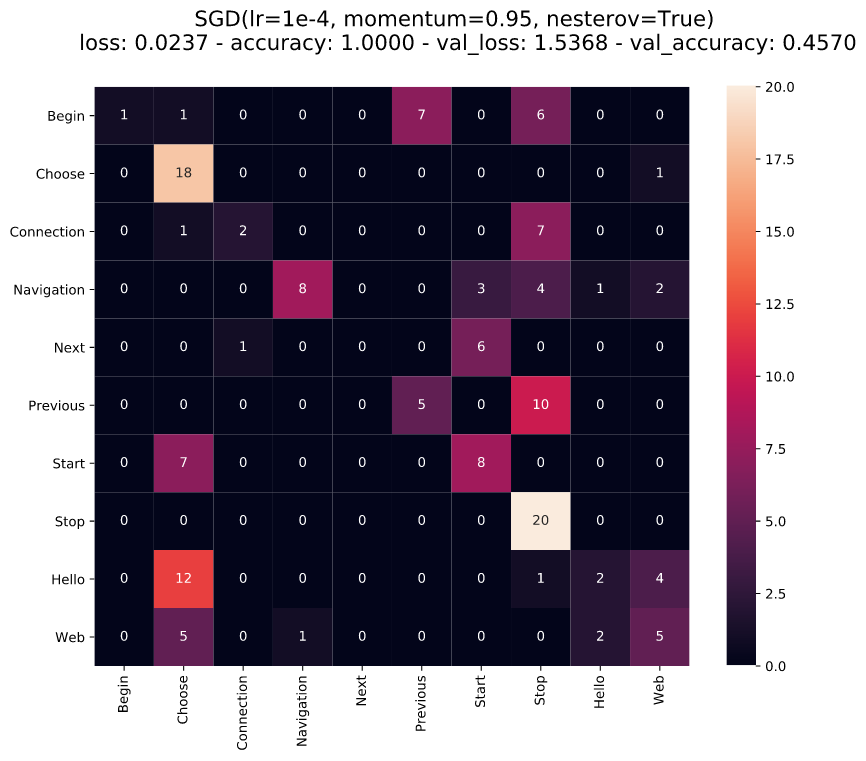 SGD(lr=1e-4, momentum=0.95, nesterov=True)
loss: 0.0237 - accuracy: 1.0000 - val_loss: 1.5368 - val_accuracy: 0.4570
Begin 1 1 0 0 0 7 0 6 0 0
Choose 0 18 0 0 0 0 0 0 0 1
Connection 0 1 2 0 0 0 0 7 0 0
Navigation 0 0 0 8 0 0 3 4 1 2
Next 0 0 1 0 0 0 6 0 0 0
Previous 0 0 0 0 0 5 0 10 0 0
Start 0 7 0 0 0 0 8 0 0 0
Stop 0 0 0 0 0 0 0 20 0 0
Hello 0 12 0 0 0 0 0 1 2 4
Web 0 5 0 1 0 0 0 0 2 5
Begin Choose Connection Navigation Next Previous Start Stop Hello Web
20.0
17.5
15.0
12.5
10.0
7.5
5.0
2.5
0.0